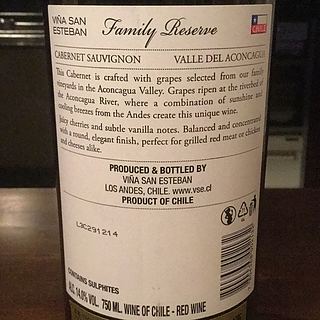 VIÑA SAN
ESTEBAN
Family Reserve
CHILE
CABERNET SAUVIGNON
VALLE DEL ACONCAGUA
This Cabernet is crafted with grapes selected from our family
vineyards in the Aconcagua Valley. Grapes ripen at the riverbed of
the Aconcagua River, where a combination of sunshine and
cooling breezes from the Andes create this unique wine.
Juicy cherries and subtle vanilla notes. Balanced and concentrated
with a round, elegant finish, perfect for grilled red meat or chicken
and cheeses alike.
PRODUCED & BOTTLED BY
VIÑA SAN ESTEBAN
LOS ANDES, CHILE. www.vse.cl
PRODUCT OF CHILE
L3C291214
CONTAINS SULPHITES
ALC. 14.0% VOL. 750 ML. WINE OF CHILE - RED WINE